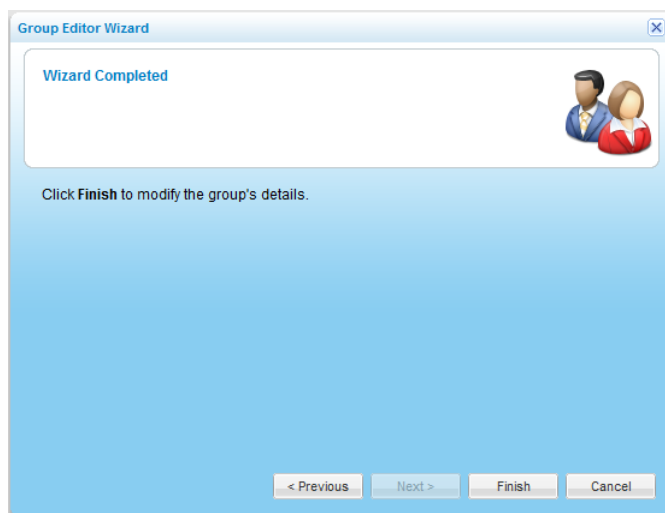 Group Editor Wizard
Wizard Completed
Click Finish to modify the group's details.
< Previous Next > Finish Cancel